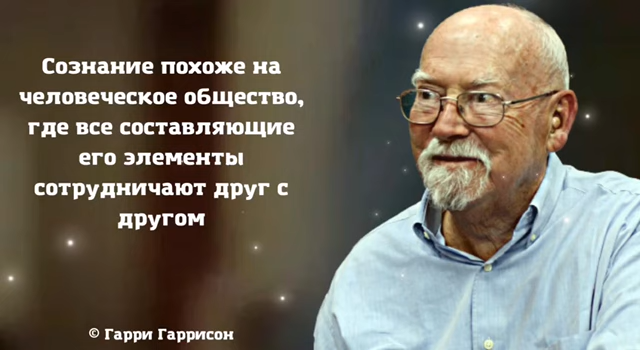 Сознание похоже на
человеческое общество,
где все составляющие
его элементы
сотрудничают друг с
другом
© Гарри Гаррисон